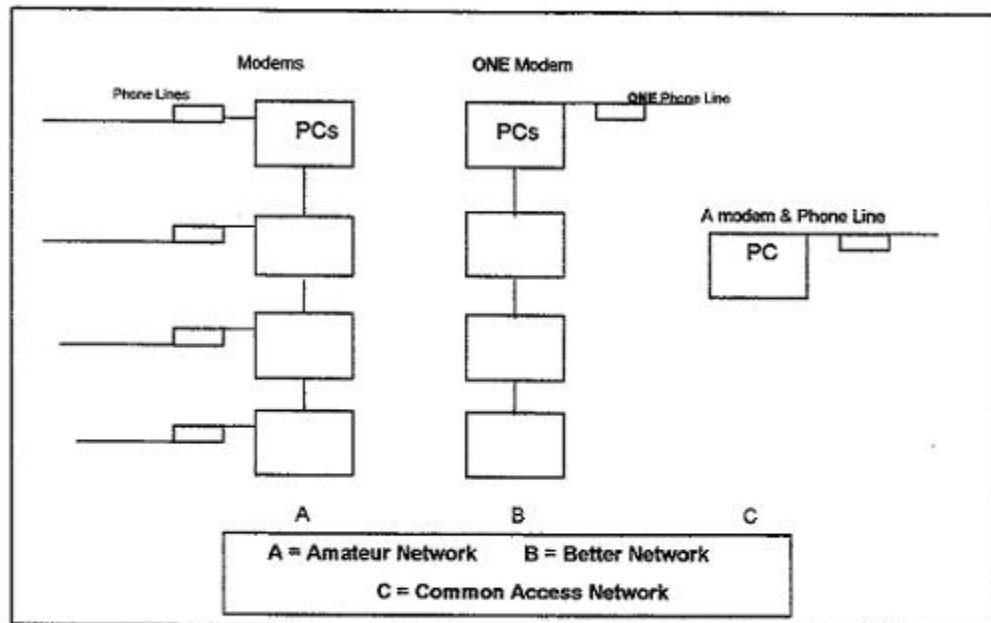 Modems
ONE Modem
Phone Lines
ONE Phone Line
PCs
PCs
A modem & Phone Line
PC
A
B
C
A = Amateur Network B = Better Network
C = Common Access Network